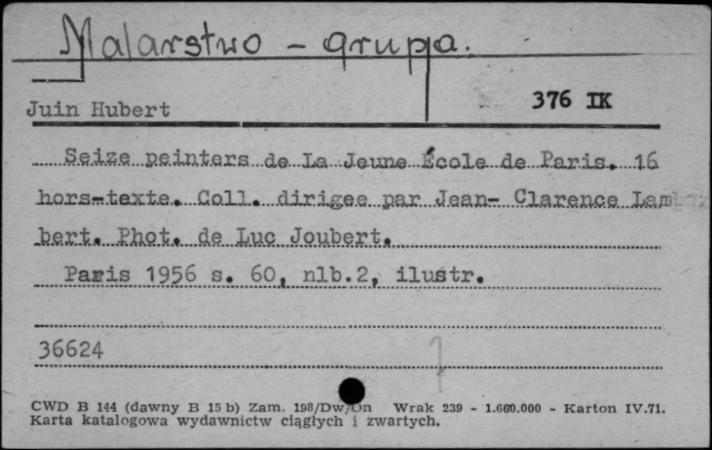 Malarstwo - grupa.
Juin Hubert 376 IK
Seize peinters de La Jeune École de Paris. 16
hors-texte. Coll. dirigee par Jean- Clarence Lam
bert. Phot. de Luc Joubert.
Paris 1956 s. 60, nlb.2, ilustr.
36624
CWD B 144 (dawny B 15 b) Zam. 198/Dw/On Wrak 239 - 1.660.000 - Karton IV.71.
Karta katalogowa wydawnictw ciągłych i zwartych.